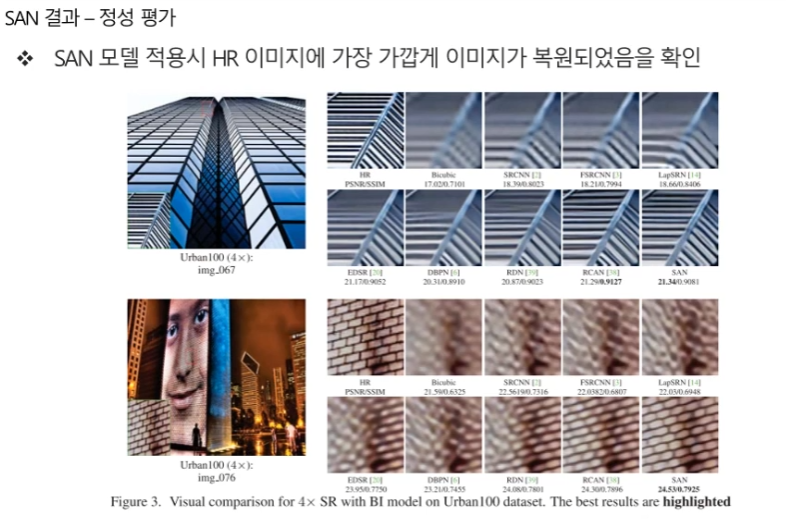 SAN 결과 – 정성 평가
❖ SAN 모델 적용시 HR 이미지에 가장 가깝게 이미지가 복원되었음을 확인
HR Bicubic SRCNN [2] FSRCNN [3] LapSRN [14]
PSNR/SSIM 17.02/0.7101 18.39/0.8023 18.21/0.7994 18.66/0.8406
Urban100 (4×):
img_067
EDSR [20] DBPN [6] RDN [39] RCAN [38] SAN
21.17/0.9052 20.31/0.8910 20.87/0.9023 21.29/0.9127 21.34/0.9081
HR Bicubic SRCNN [2] FSRCNN [3] LapSRN [14]
PSNR/SSIM 21.59/0.6325 22.5619/0.7316 22.0382/0.6807 22.03/0.6948
Urban100 (4×):
img_076
EDSR [20] DBPN [6] RDN [39] RCAN [38] SAN
23.95/0.7750 23.21/0.7455 24.08/0.7801 24.30/0.7896 24.53/0.7925
Figure 3. Visual comparison for 4× SR with BI model on Urban100 dataset. The best results are highlighted